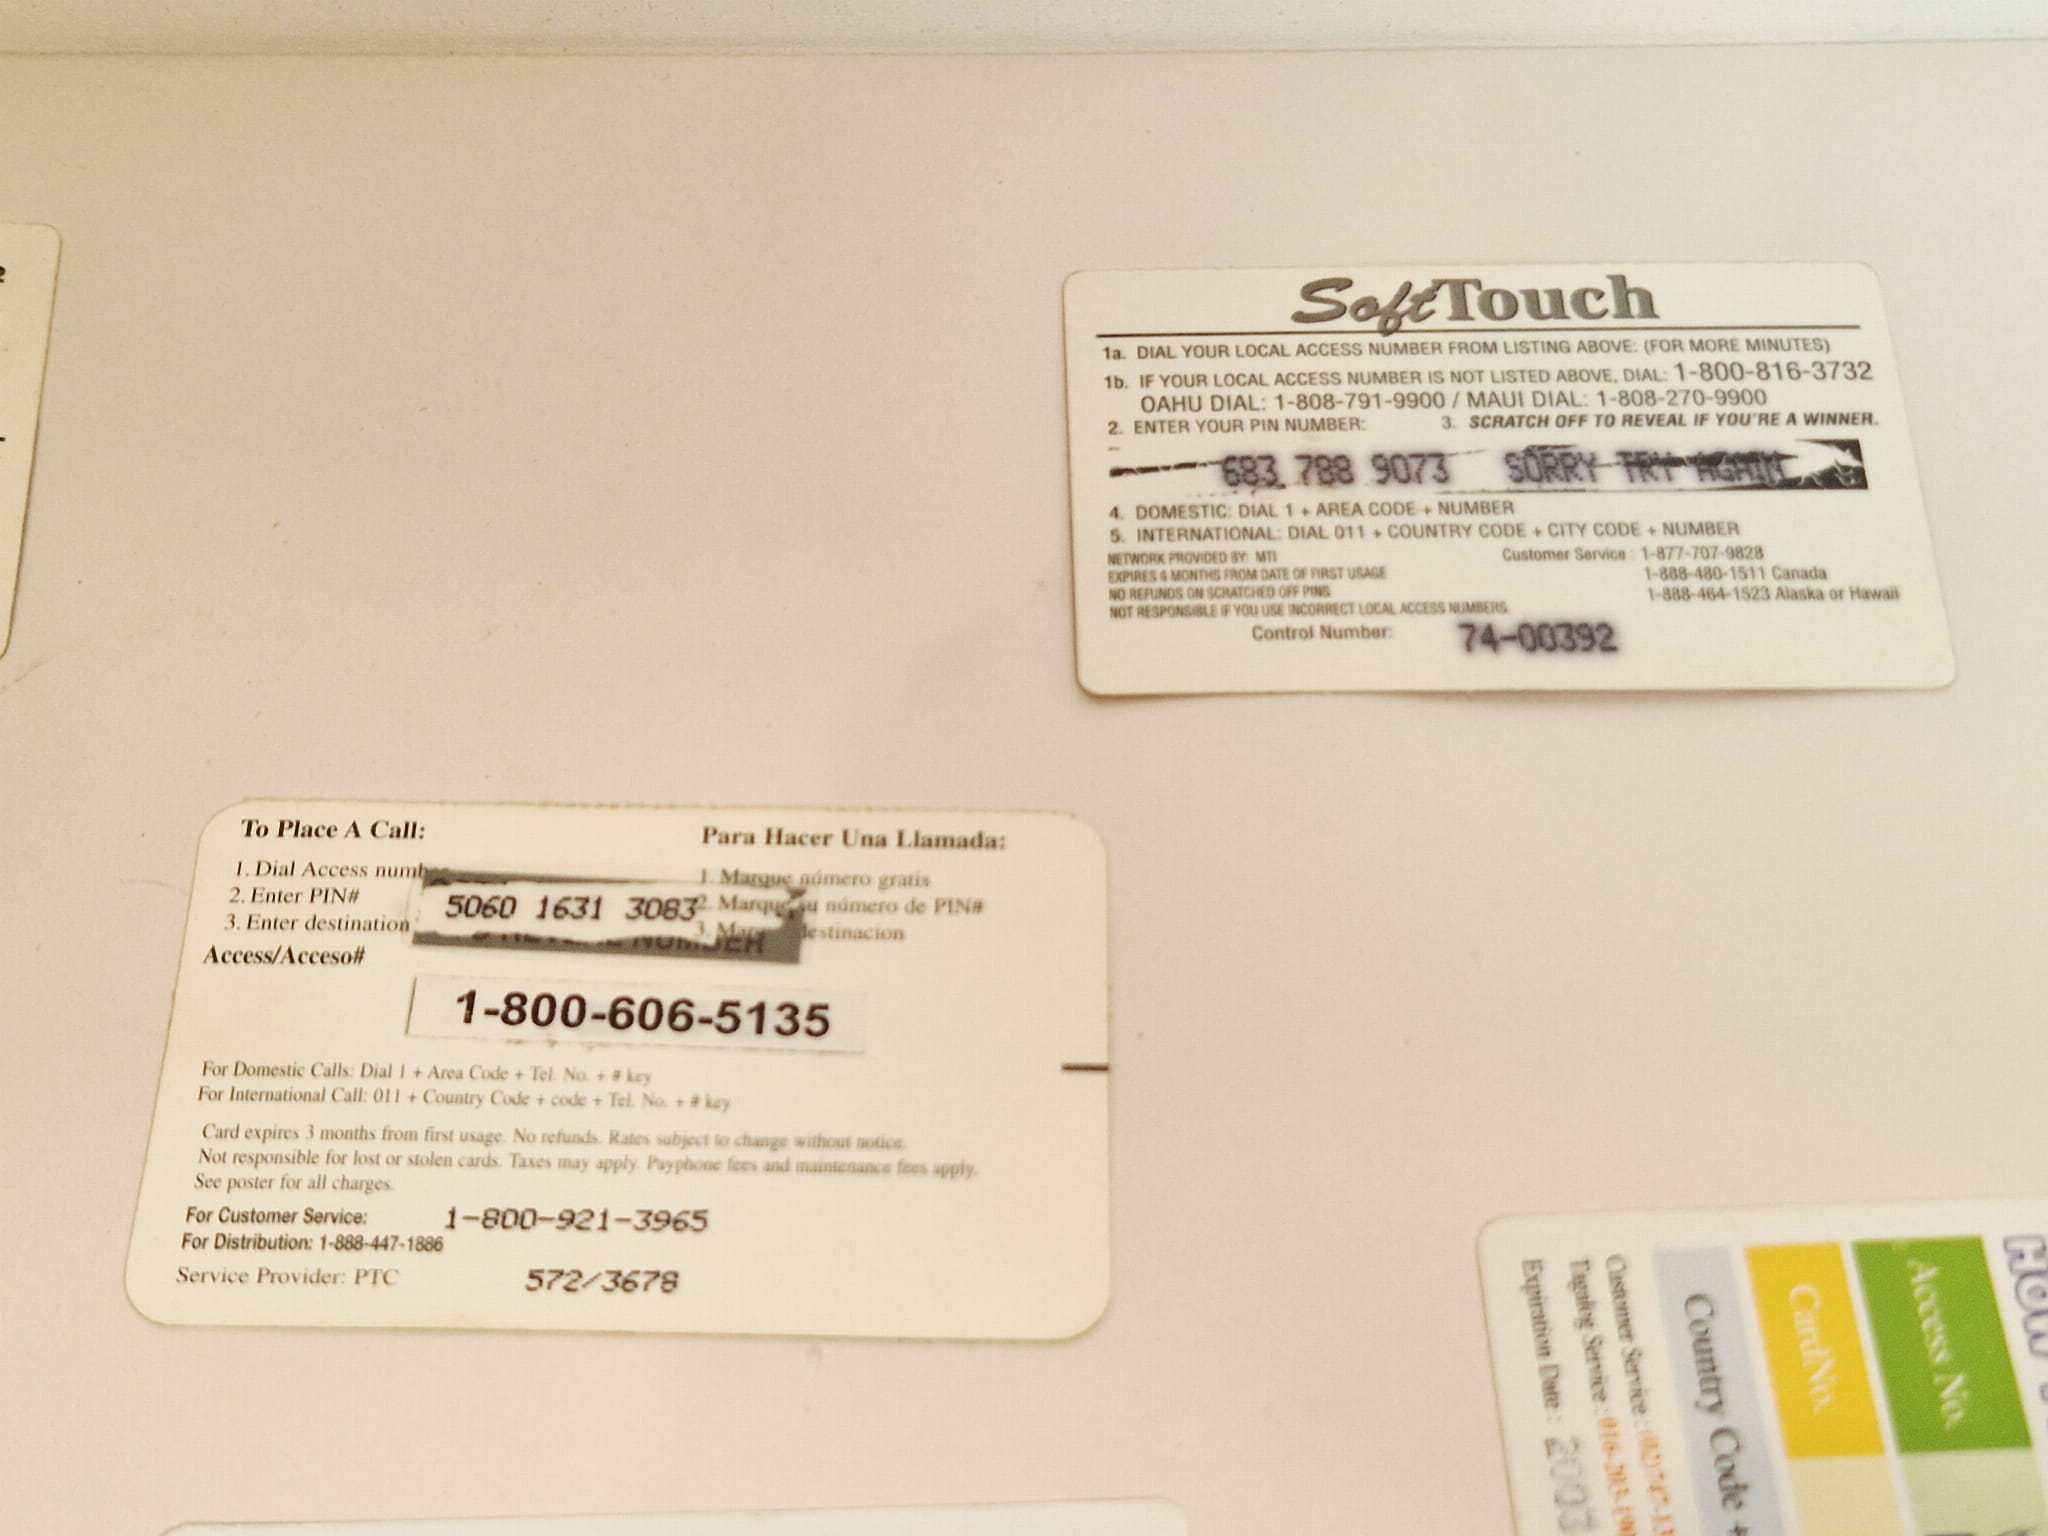 SoftTouch
1a. DIAL YOUR LOCAL ACCESS NUMBER FROM LISTING ABOVE: (FOR MORE MINUTES)
1b. IF YOUR LOCAL ACCESS NUMBER IS NOT LISTED ABOVE, DIAL: 1-800-816-3732
OAHU DIAL: 1-808-791-9900 / MAUI DIAL: 1-808-270-9900
2. ENTER YOUR PIN NUMBER: 3. SCRATCH OFF TO REVEAL IF YOU'RE A WINNER.
683 788 9073 SORRY TRY AGAIN
4. DOMESTIC: DIAL 1 + AREA CODE + NUMBER
5. INTERNATIONAL: DIAL 011 + COUNTRY CODE + CITY CODE + NUMBER
NETWORK PROVIDED BY: MTI
EXPIRES 6 MONTHS FROM DATE OF FIRST USAGE
NO REFUNDS ON SCRATCHED OFF PINS
NOT RESPONSIBLE IF YOU USE INCORRECT LOCAL ACCESS NUMBERS.
Customer Service : 1-877-707-9828
1-888-480-1511 Canada
1-888-464-1523 Alaska or Hawaii
Control Number: 74-00392
To Place A Call:
1. Dial Access
2. Enter PIN#
3. Enter destination
Para Hacer Una Llamada:
1. Marque número gratis
2. Marque su número de PIN#
3. destinacion
5060 1631 3083
NUMBER
Access/Acceso#
1-800-606-5135
For Domestic Calls: Dial 1 + Area Code + Tel. No. + # key
For International Call: 011 + Country Code + code + Tel. No. + # key
Card expires 3 months from first usage. No refunds. Rates subject to change without notice.
Not responsible for lost or stolen cards. Taxes may apply. Payphone fees and maintenance fees apply.
See poster for all charges.
For Customer Service: 1-800-921-3965
For Distribution: 1-888-447-1886
Service Provider: PTC 572/3678
Access No.
CardNo.
Country Code +
Customer Service :
Tagalog Service :
Expiration Date : 2003